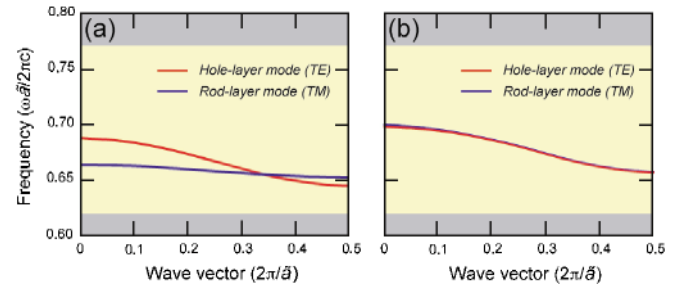 (a)
(b)
0.80
0.75
0.70
0.65
0.60
Frequency (ωã/2πc)
Hole-layer mode (TE)
Rod-layer mode (TM)
Hole-layer mode (TE)
Rod-layer mode (TM)
0 0.1 0.2 0.3 0.4 0.5
0 0.1 0.2 0.3 0.4 0.5
Wave vector (2π/ã)
Wave vector (2π/ã)